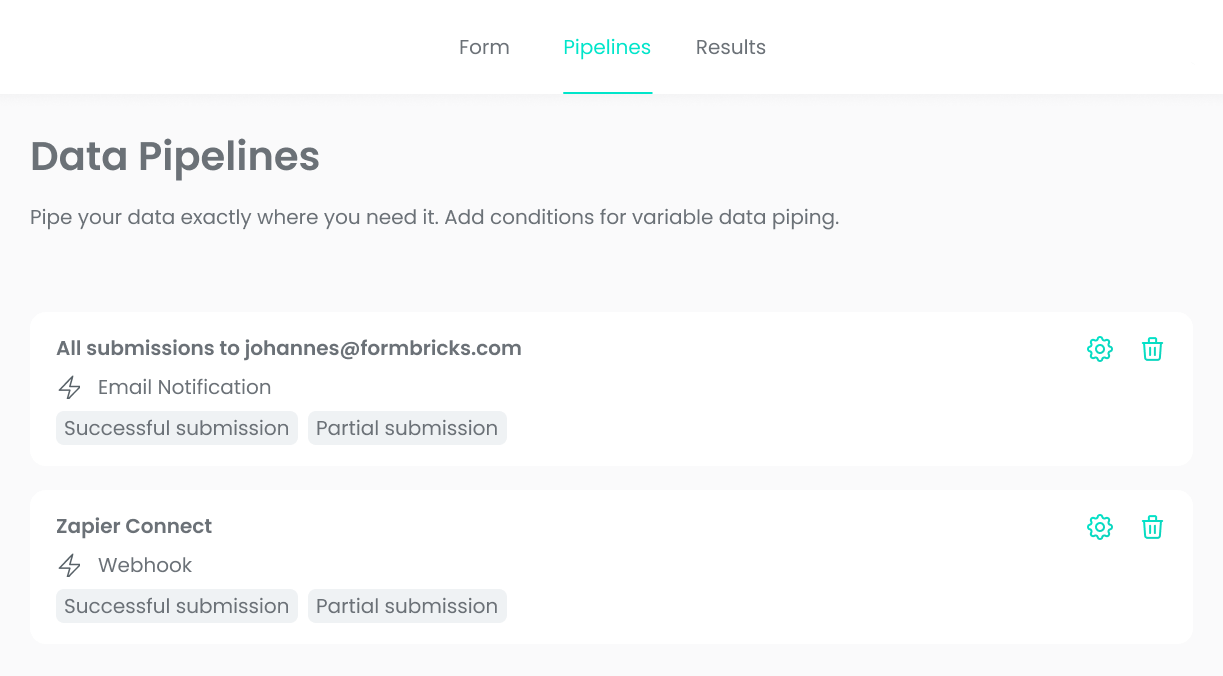 Form Pipelines Results
Data Pipelines
Pipe your data exactly where you need it. Add conditions for variable data piping.
All submissions to johannes@formbricks.com
Email Notification
Successful submission Partial submission
Zapier Connect
Webhook
Successful submission Partial submission